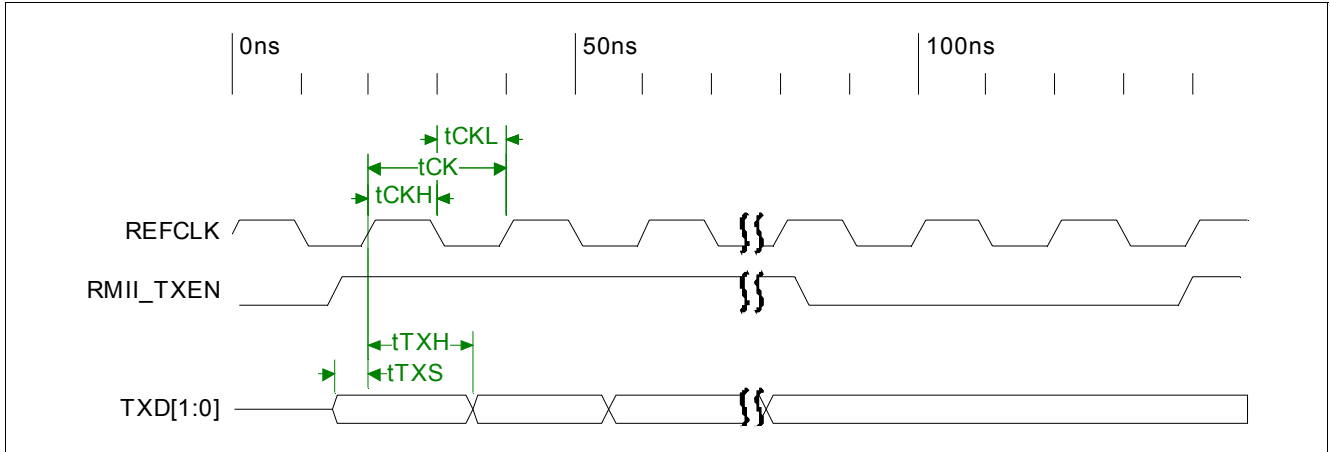 0ns 50ns 100ns
tCKL
tCK
tCKH
REFCLK
RMII_TXEN
tTXH
tTXS
TXD[1:0]